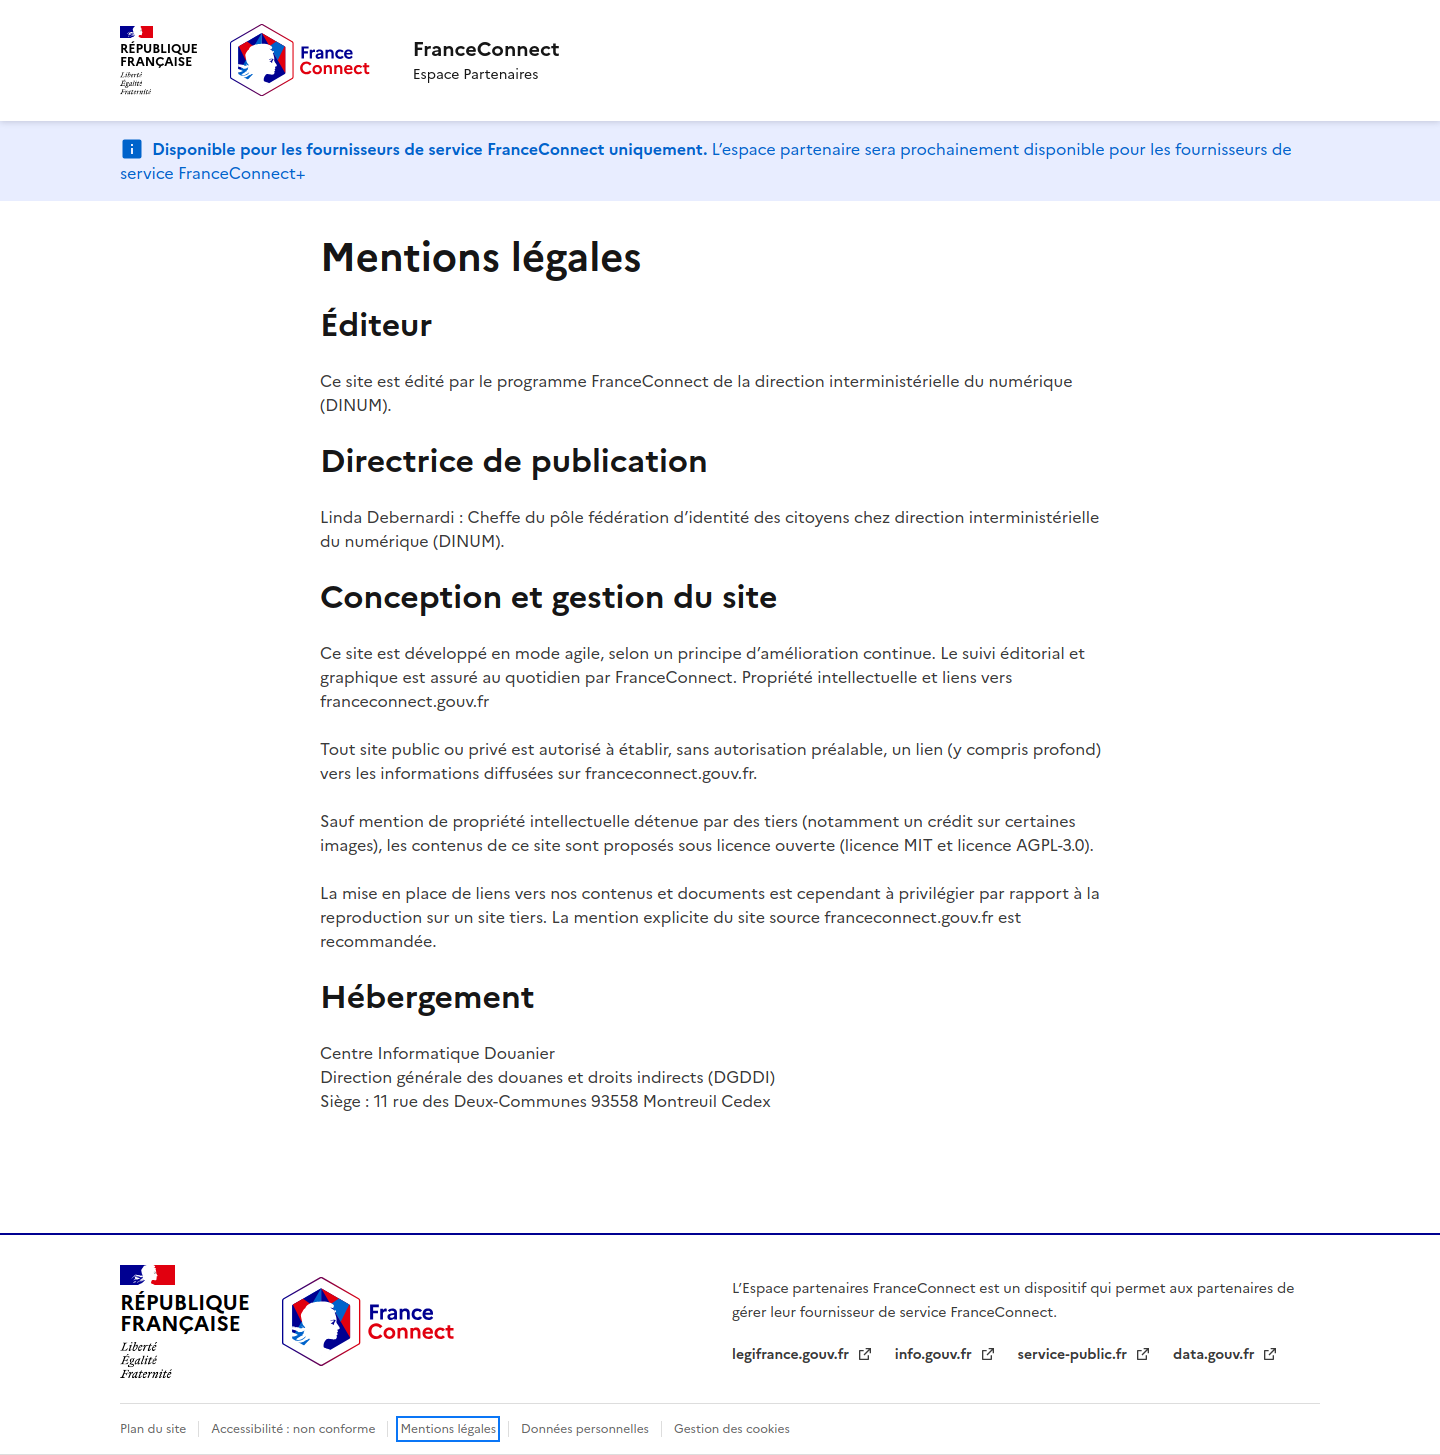 RÉPUBLIQUE
FRANÇAISE
Liberté
Égalité
Fraternité
France
Connect
FranceConnect
Espace Partenaires
Disponible pour les fournisseurs de service FranceConnect uniquement. L’espace partenaire sera prochainement disponible pour les fournisseurs de
service FranceConnect+
Mentions légales
Éditeur
Ce site est édité par le programme FranceConnect de la direction interministérielle du numérique
(DINUM).
Directrice de publication
Linda Debernardi : Cheffe du pôle fédération d’identité des citoyens chez direction interministérielle
du numérique (DINUM).
Conception et gestion du site
Ce site est développé en mode agile, selon un principe d’amélioration continue. Le suivi éditorial et
graphique est assuré au quotidien par FranceConnect. Propriété intellectuelle et liens vers
franceconnect.gouv.fr
Tout site public ou privé est autorisé à établir, sans autorisation préalable, un lien (y compris profond)
vers les informations diffusées sur franceconnect.gouv.fr.
Sauf mention de propriété intellectuelle détenue par des tiers (notamment un crédit sur certaines
images), les contenus de ce site sont proposés sous licence ouverte (licence MIT et licence AGPL-3.0).
La mise en place de liens vers nos contenus et documents est cependant à privilégier par rapport à la
reproduction sur un site tiers. La mention explicite du site source franceconnect.gouv.fr est
recommandée.
Hébergement
Centre Informatique Douanier
Direction générale des douanes et droits indirects (DGDDI)
Siège : 11 rue des Deux-Communes 93558 Montreuil Cedex
RÉPUBLIQUE
FRANÇAISE
Liberté
Égalité
Fraternité
France
Connect
L’Espace partenaires FranceConnect est un dispositif qui permet aux partenaires de
gérer leur fournisseur de service FranceConnect.
legifrance.gouv.fr info.gouv.fr service-public.fr data.gouv.fr
Plan du site Accessibilité : non conforme Mentions légales Données personnelles Gestion des cookies